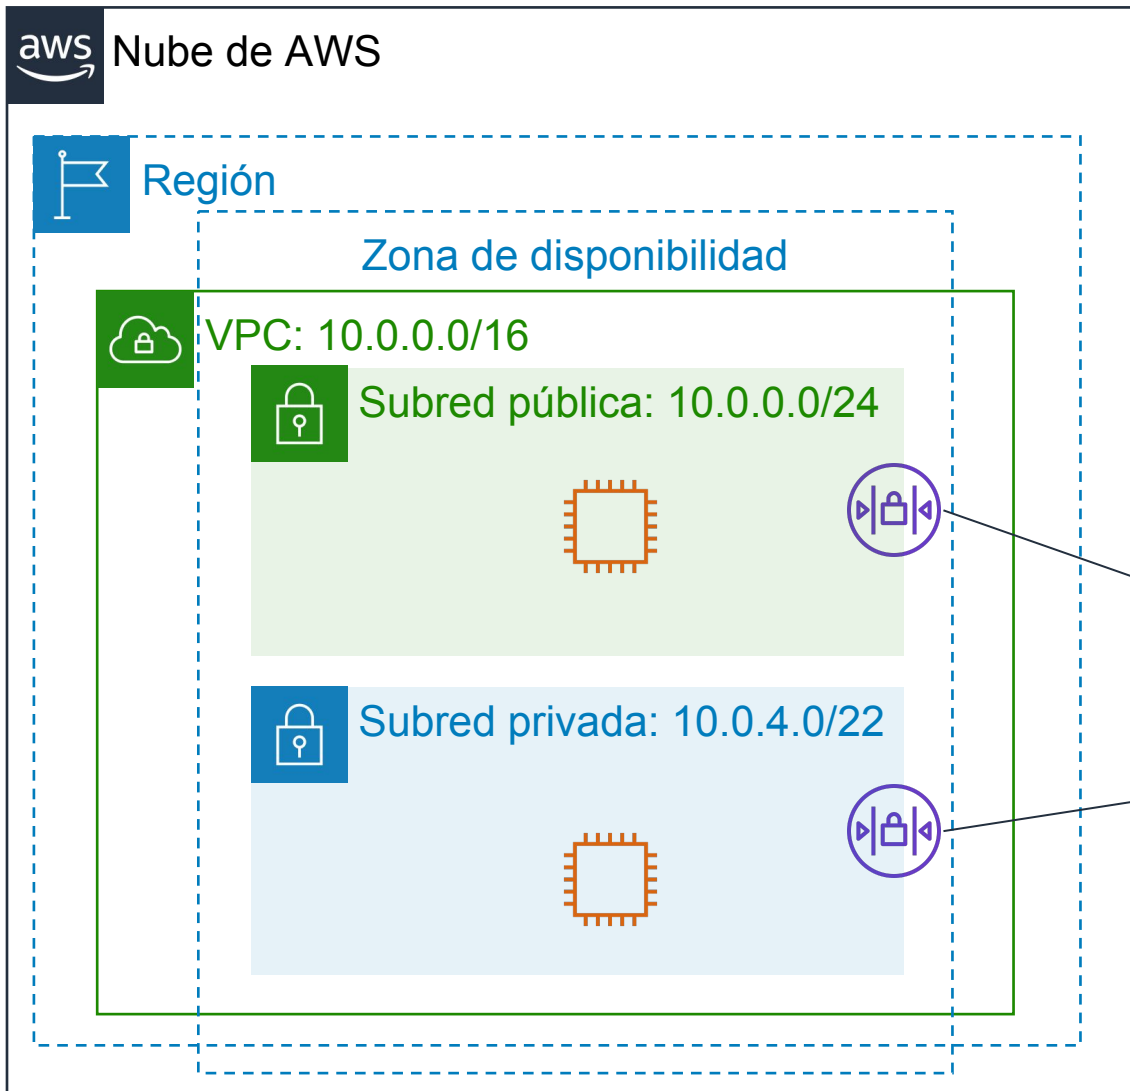 aws
Nube de AWS
Región
Zona de disponibilidad
VPC: 10.0.0.0/16
Subred pública: 10.0.0.0/24
Subred privada: 10.0.4.0/22